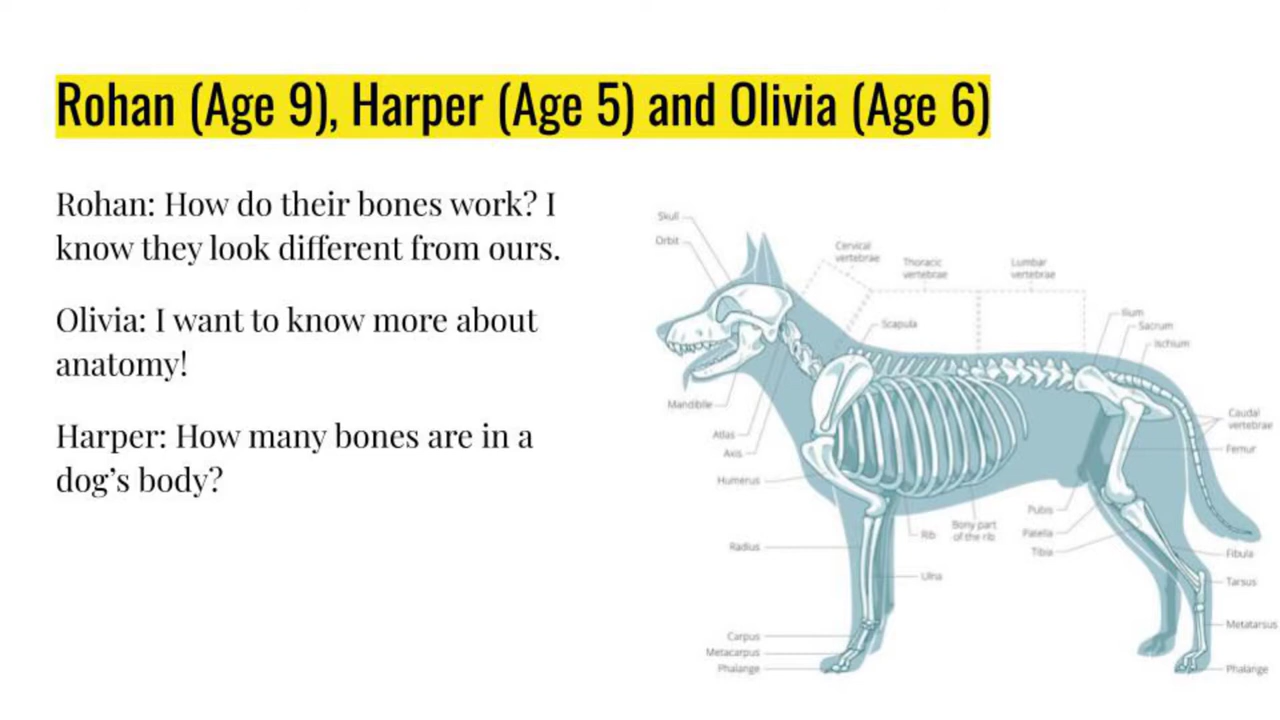 Rohan (Age 9), Harper (Age 5) and Olivia (Age 6)
Rohan: How do their bones work? I
know they look different from ours.
Olivia: I want to know more about
anatomy!
Harper: How many bones are in a
dog's body?
Skull
Orbit
Cervical
vertebrae
Thoracic
vertebrae
Lumbar
vertebrae
Scapula
Ilium
Sacrum
Ischium
Mandible
Atlas
Axis
Humerus
Radius
Carpus
Metacarpus
Phalange
Rib
Bony part
of the rib
Ulna
Pubis
Patella
Tibia
Caudal
vertebrae
Femur
Fibula
Tarsus
Metatarsus
Phalange